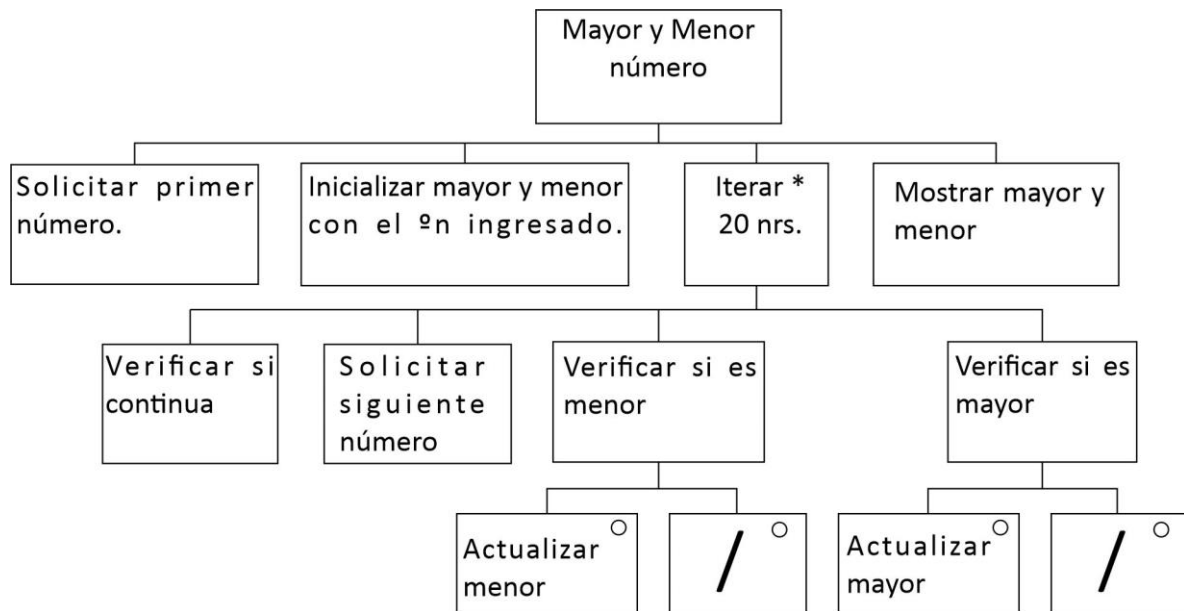 Mayor y Menor
número
Solicitar primer
número.
Inicializar mayor y menor
con el ºn ingresado.
Iterar *
20 nrs.
Mostrar mayor y
menor
Verificar si
continua
Solicitar
siguiente
número
Verificar si es
menor
Verificar si es
mayor
Actualizar
menor
/
Actualizar
mayor
/